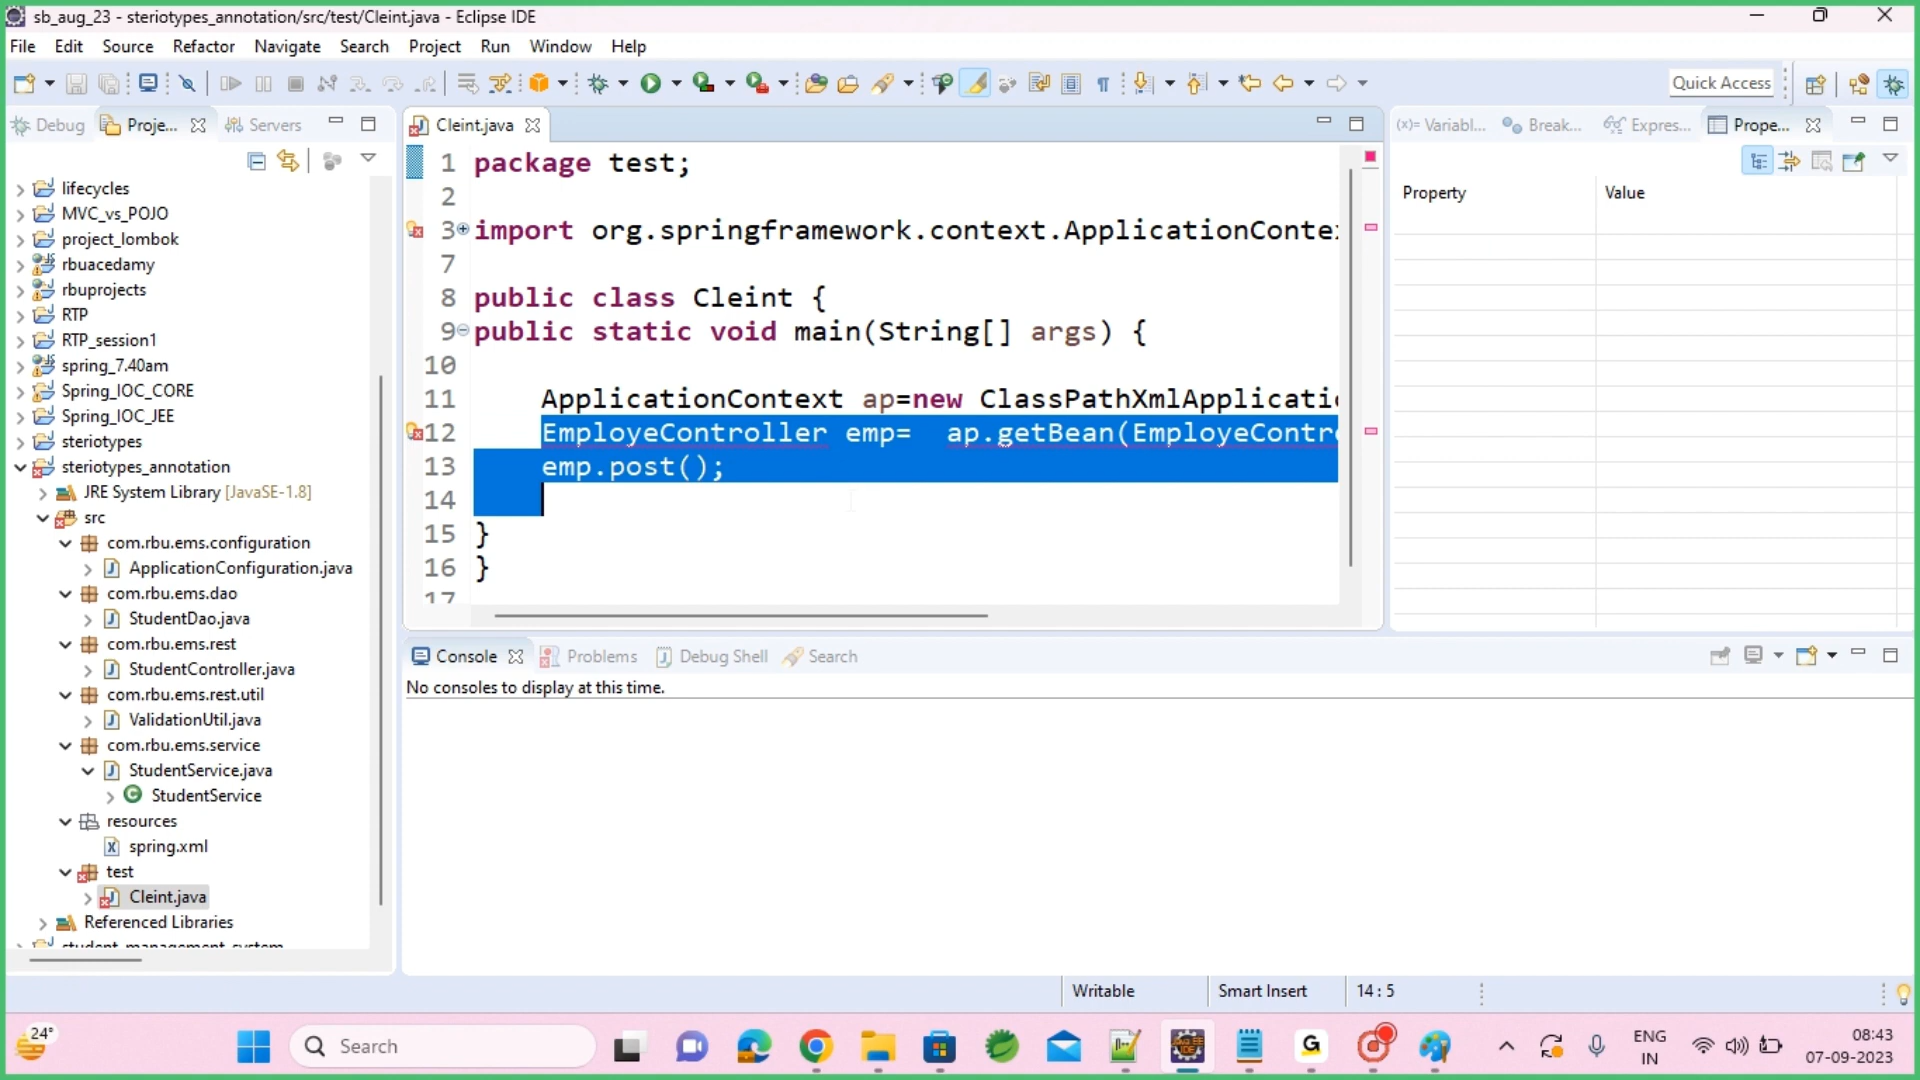 sb_aug_23 - steriotypes_annotation/src/test/Cleint.java - Eclipse IDE
File Edit Source Refactor Navigate Search Project Run Window Help
Quick Access
Debug Proje... Servers
lifecycles
MVC_vs_POJO
project_lombok
rbuacedamy
rbuprojects
RTP
RTP_session1
spring_7.40am
Spring_IOC_CORE
Spring_IOC_JEE
steriotypes
steriotypes_annotation
JRE System Library [JavaSE-1.8]
src
com.rbu.ems.configuration
ApplicationConfiguration.java
com.rbu.ems.dao
StudentDao.java
com.rbu.ems.rest
StudentController.java
com.rbu.ems.rest.util
ValidationUtil.java
com.rbu.ems.service
StudentService.java
StudentService
resources
spring.xml
test
Cleint.java
Referenced Libraries
student_management_system
Cleint.java
1 package test;
2
3 import org.springframework.context.ApplicationContex
7
8 public class Cleint {
9 public static void main(String[] args) {
10
11 ApplicationContext ap=new ClassPathXmlApplicatio
12 EmployeController emp= ap.getBean(EmployeContro
13 emp.post();
14
15 }
16 }
17
(x)= Variabl... Break... Expres... Prope...
Property Value
Console Problems Debug Shell Search
No consoles to display at this time.
Writable Smart Insert 14 : 5
24°
Search
ENG
IN
08:43
07-09-2023